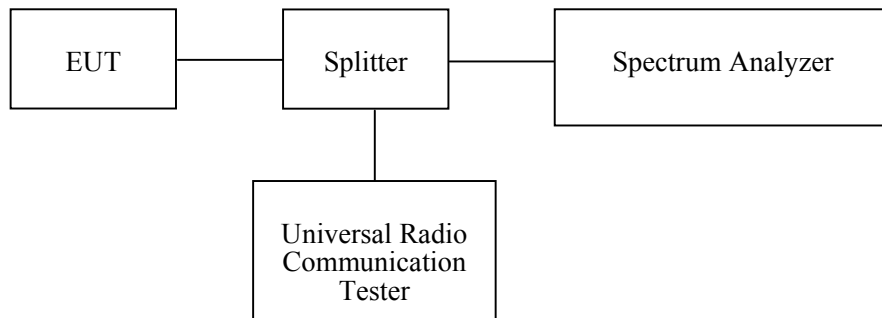 EUT
Splitter
Spectrum Analyzer
Universal Radio
Communication
Tester